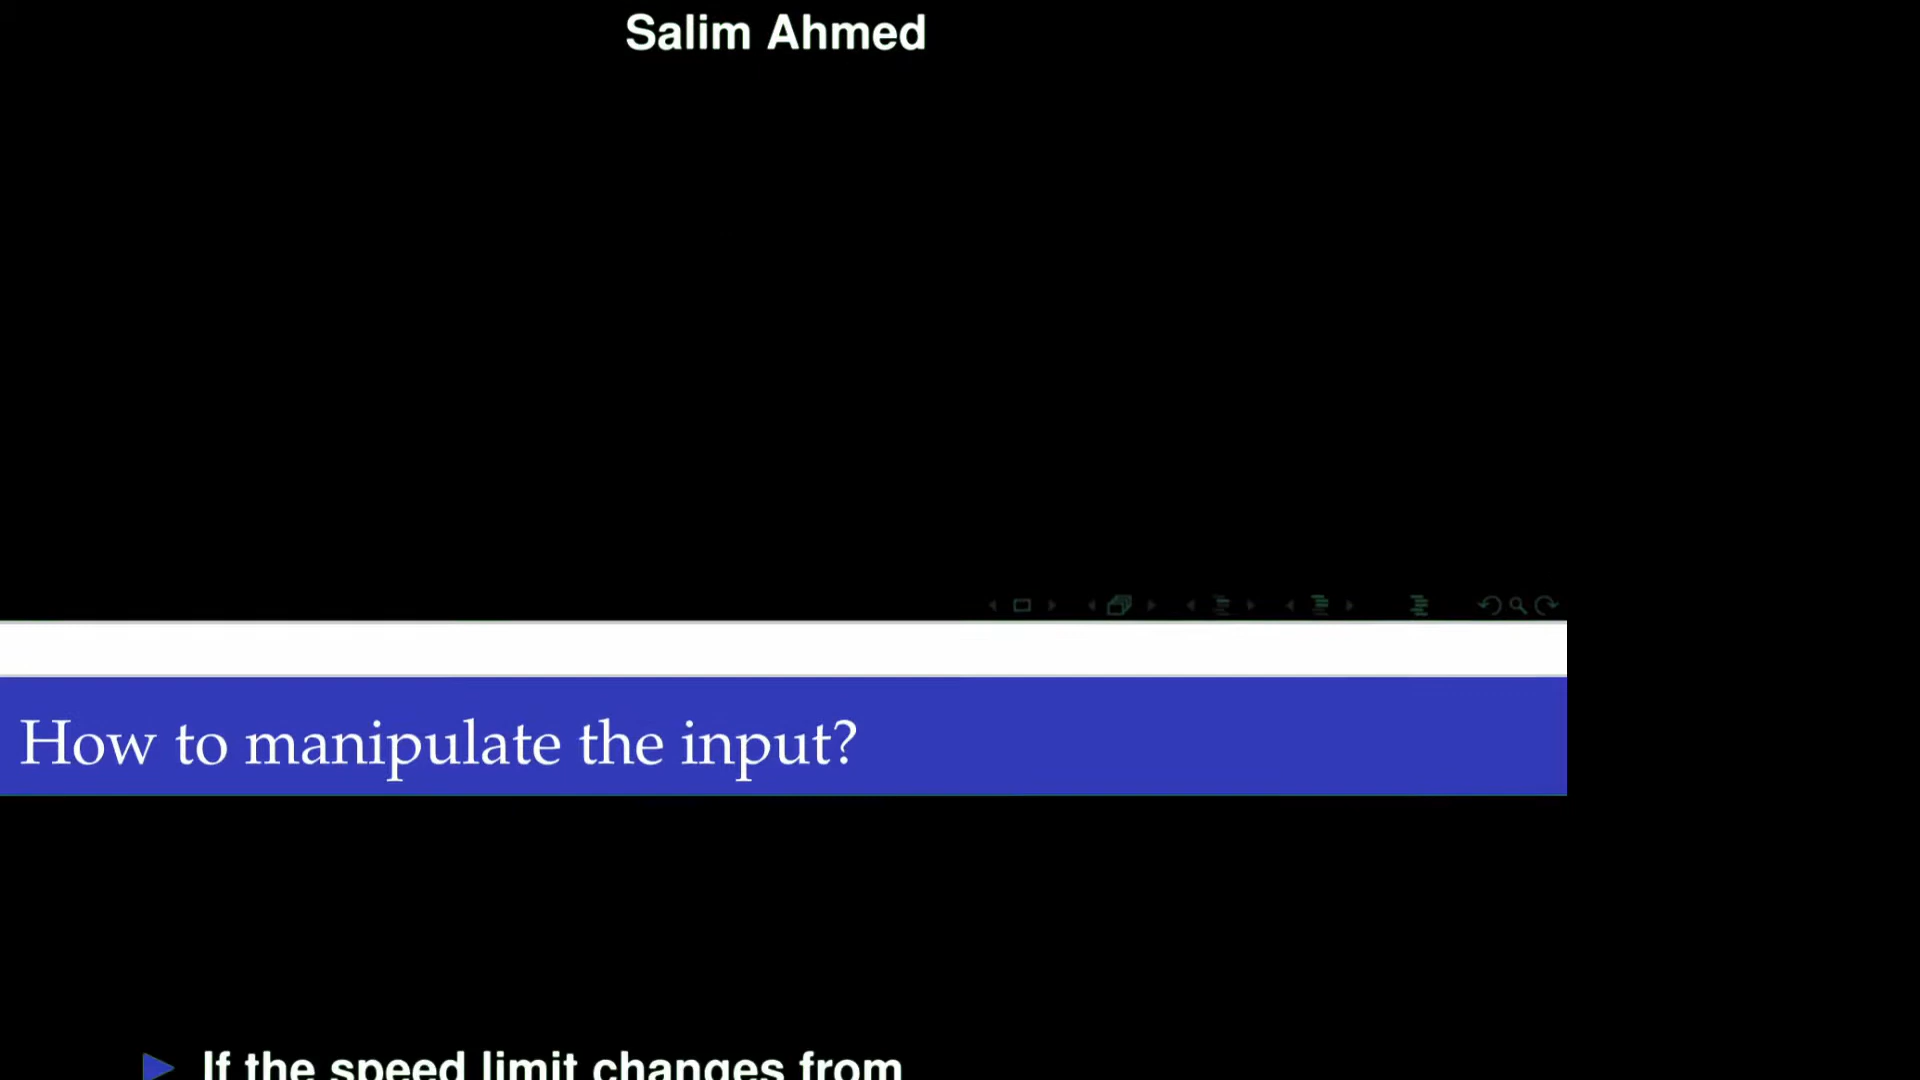 Salim Ahmed
How to manipulate the input?
If the speed limit changes from